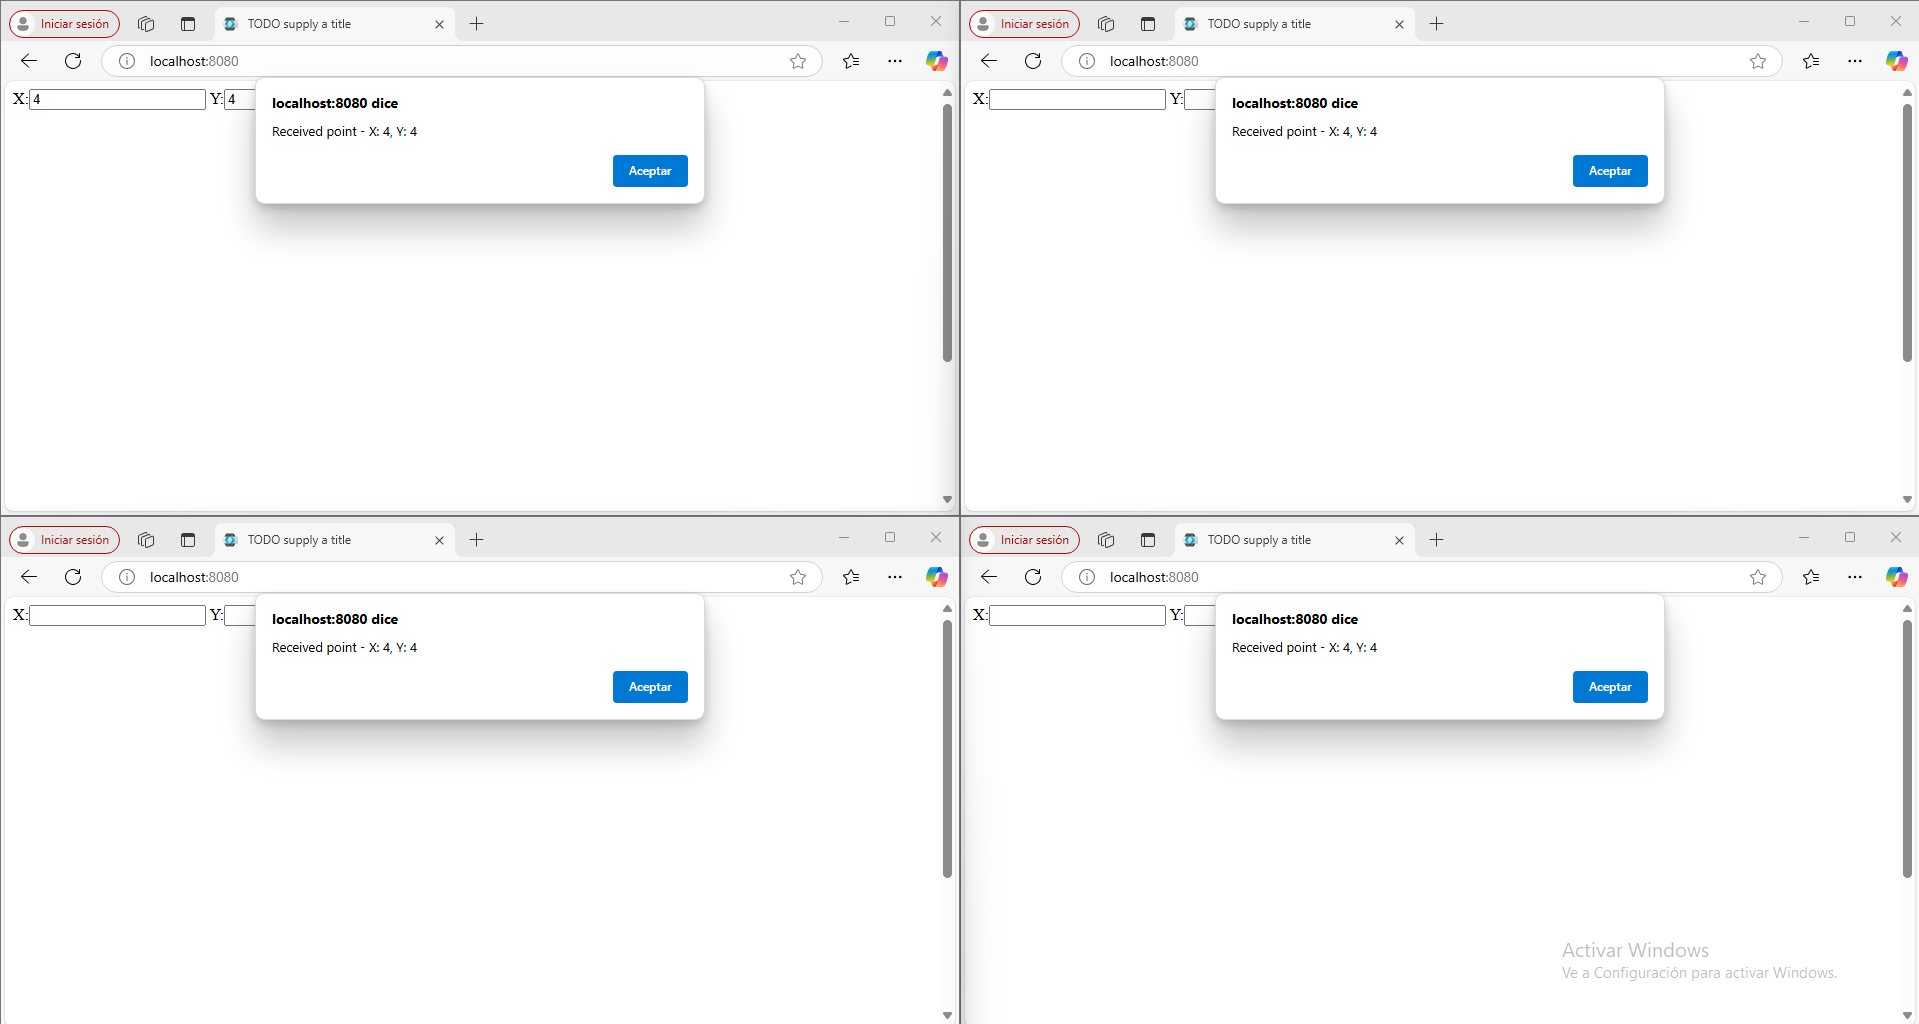 Iniciar sesión
TODO supply a title
localhost:8080
X: 4 Y: 4
localhost:8080 dice
Received point - X: 4, Y: 4
Aceptar
Iniciar sesión
TODO supply a title
localhost:8080
X: Y:
localhost:8080 dice
Received point - X: 4, Y: 4
Aceptar
Iniciar sesión
TODO supply a title
localhost:8080
X: Y:
localhost:8080 dice
Received point - X: 4, Y: 4
Aceptar
Iniciar sesión
TODO supply a title
localhost:8080
X: Y:
localhost:8080 dice
Received point - X: 4, Y: 4
Aceptar
Activar Windows
Ve a Configuración para activar Windows.